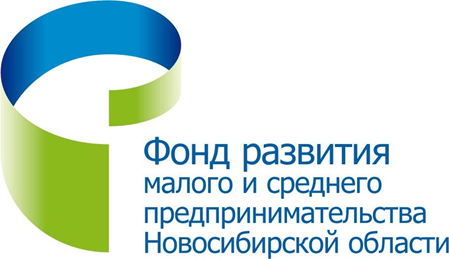 Фонд развития
малого и среднего
предпринимательства
Новосибирской области